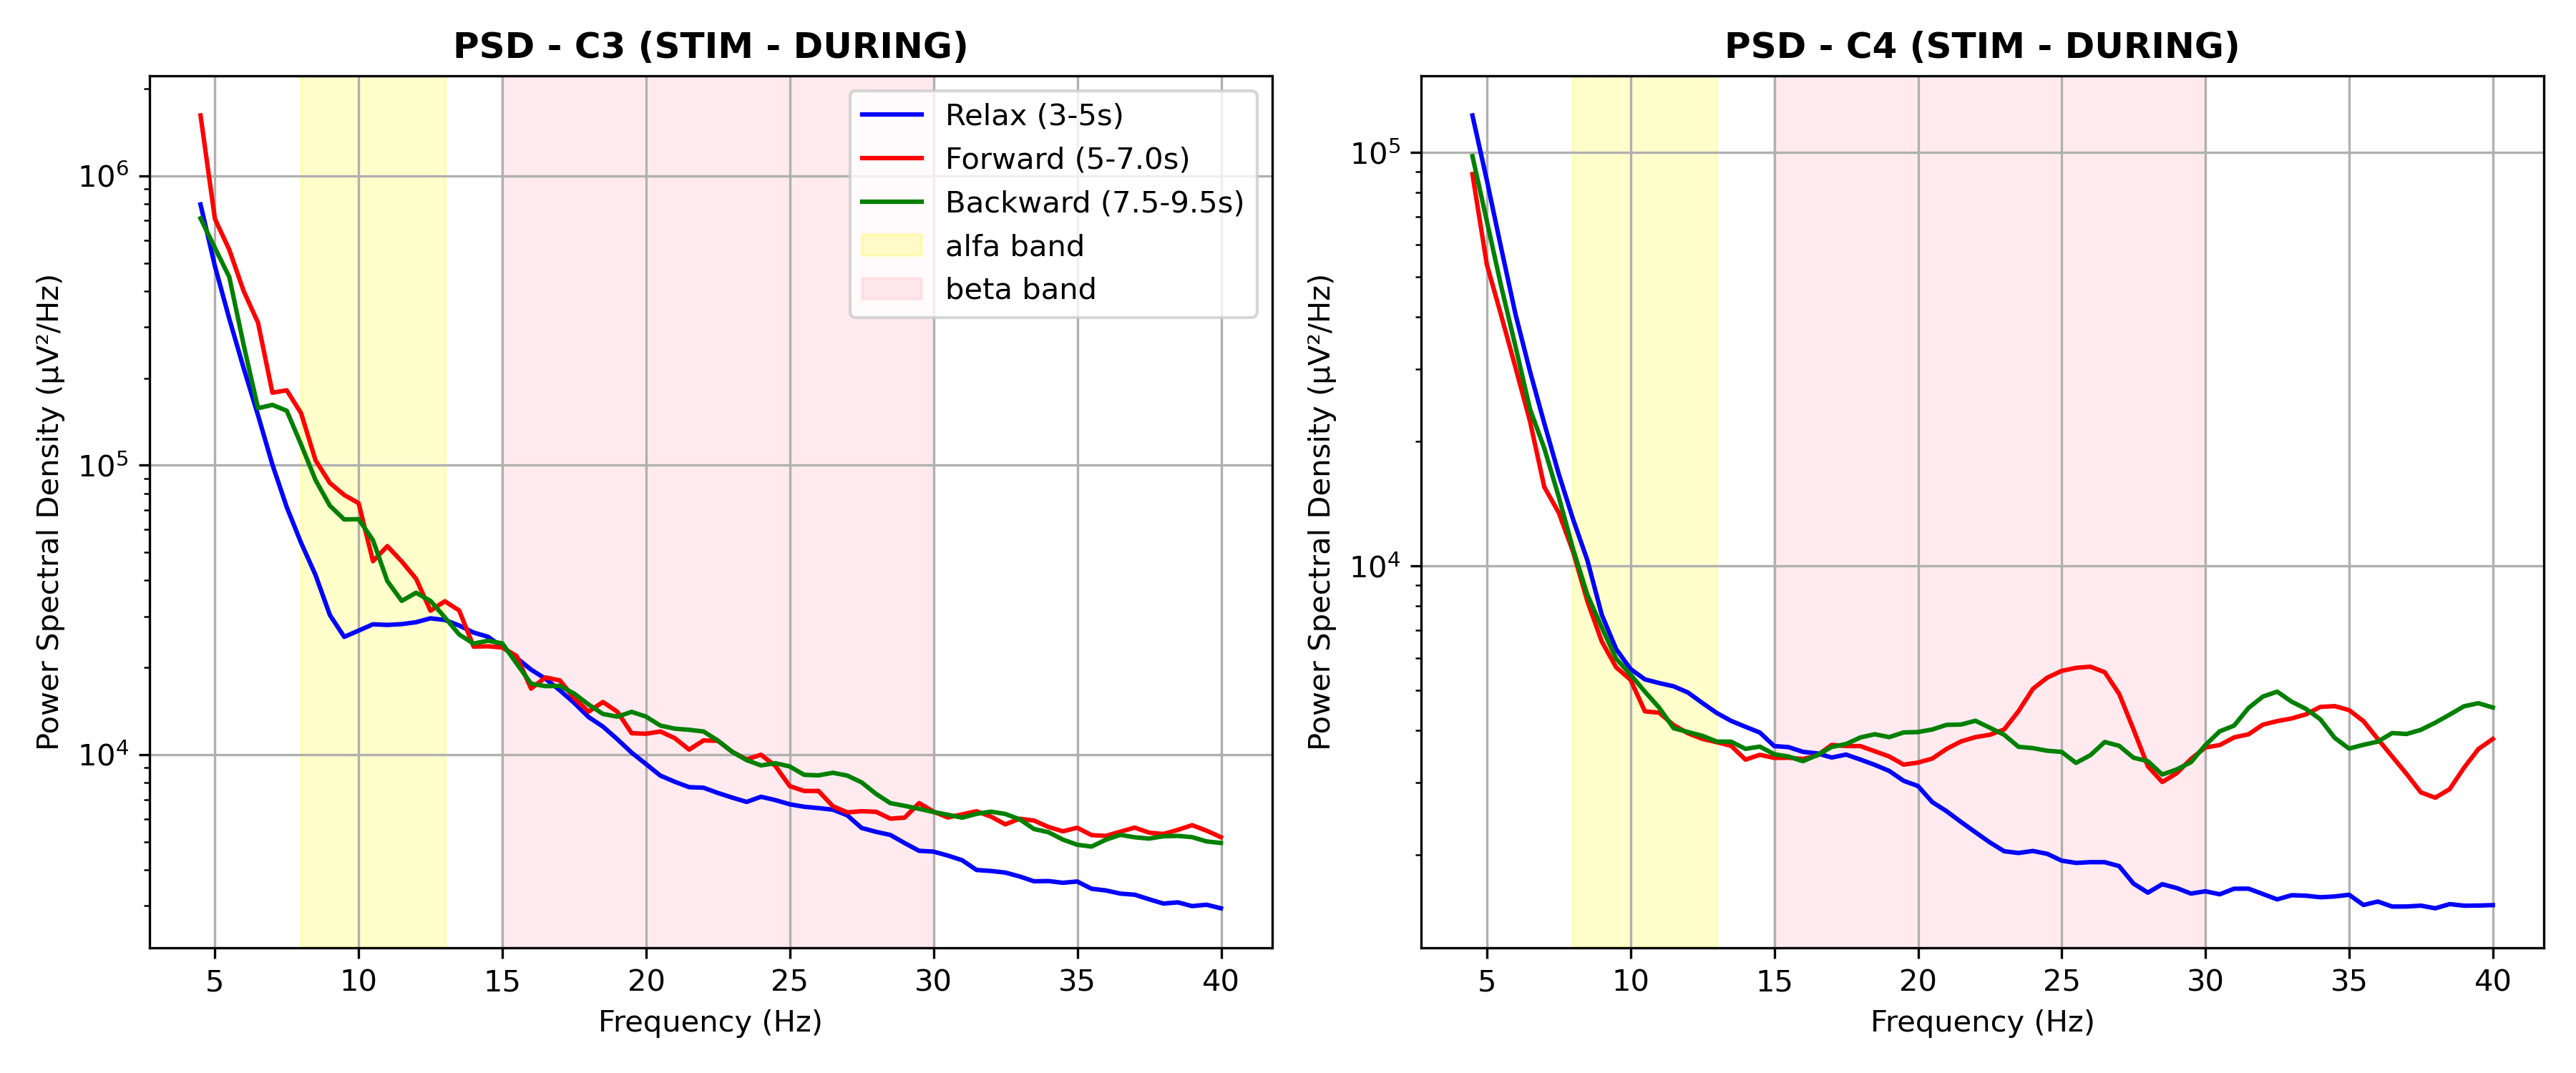 PSD - C3 (STIM - DURING)
Power Spectral Density (µV²/Hz)
10⁶
10⁵
10⁴
Relax (3-5s)
Forward (5-7.0s)
Backward (7.5-9.5s)
alfa band
beta band
5 10 15 20 25 30 35 40
Frequency (Hz)
PSD - C4 (STIM - DURING)
Power Spectral Density (µV²/Hz)
10⁵
10⁴
5 10 15 20 25 30 35 40
Frequency (Hz)